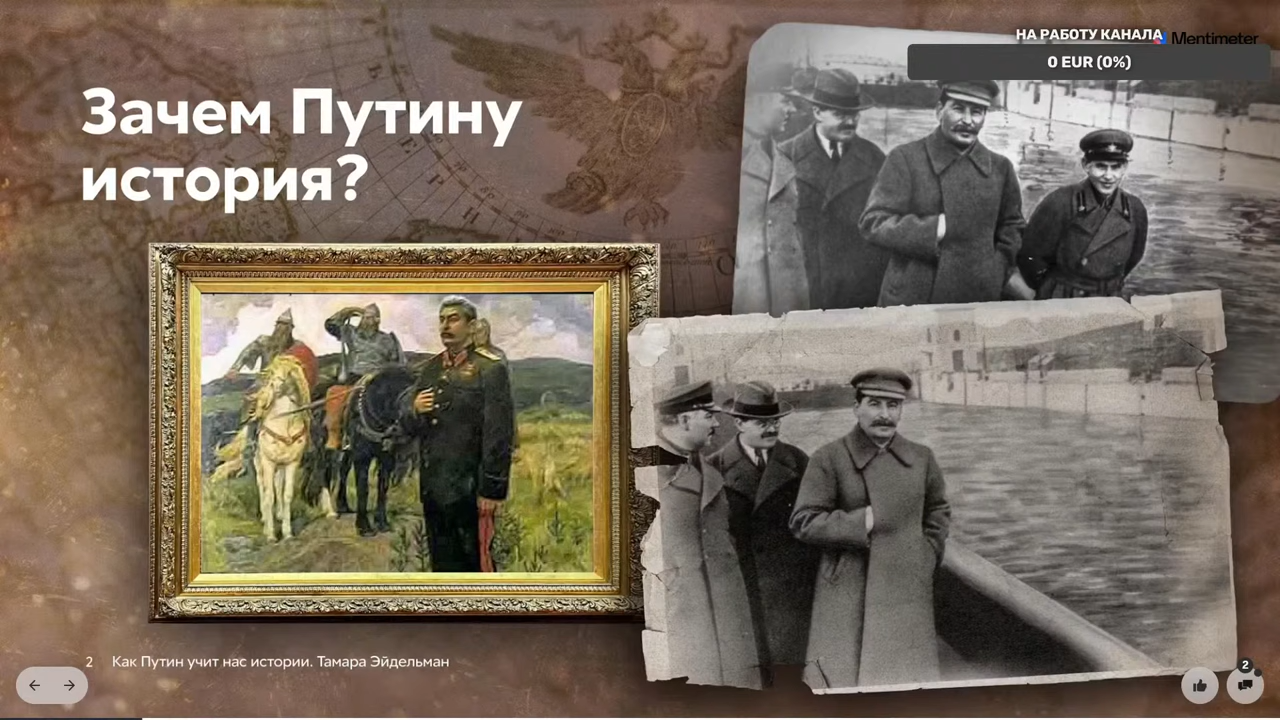 НА РАБОТУ КАНАЛА
Mentimeter
0 EUR (0%)
Зачем Путину
история?
2 Как Путин учит нас истории. Тамара Эйдельман
2